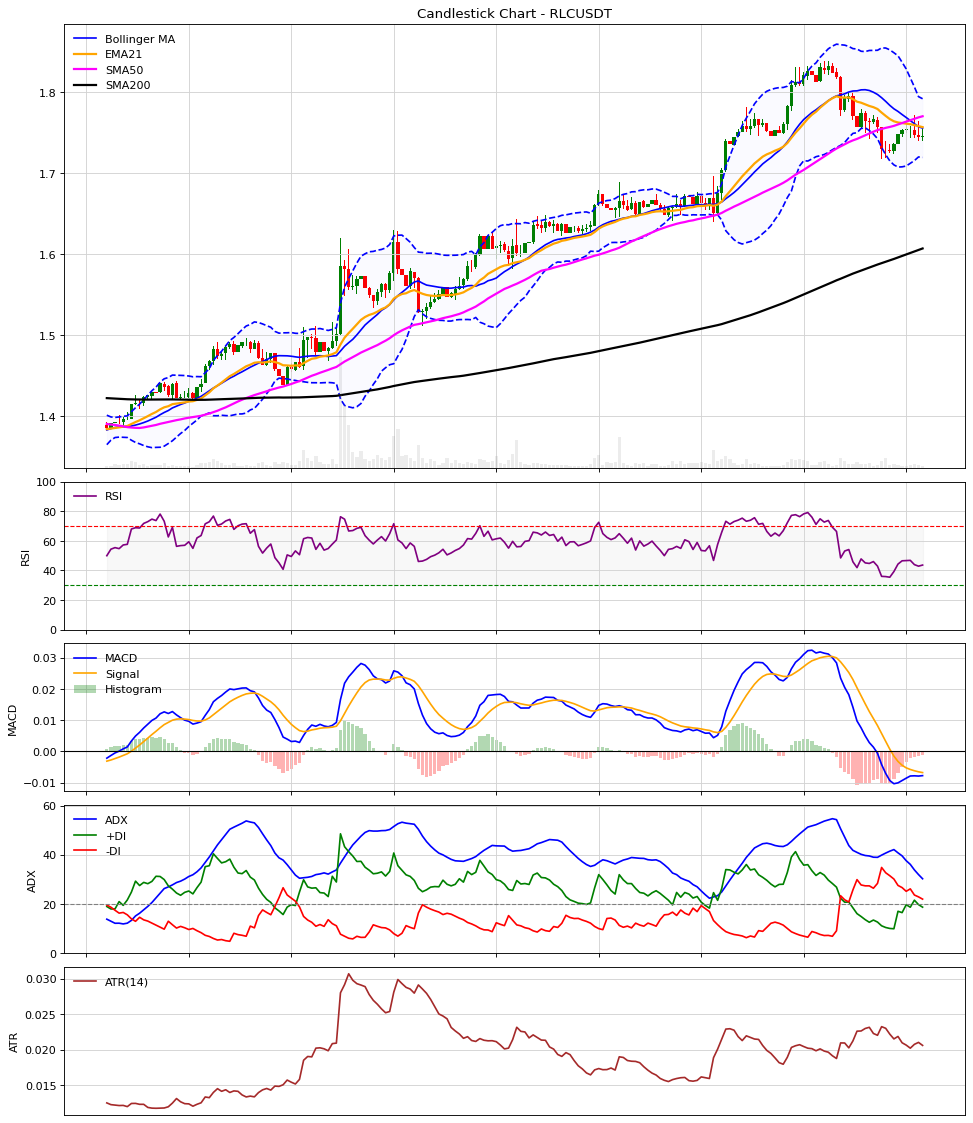 Candlestick Chart - RLCUSDT
Bollinger MA
EMA21
SMA50
SMA200
1.8
1.7
1.6
1.5
1.4
100
80
60
40
20
0
RSI
RSI
0.03
0.02
0.01
0.00
−0.01
MACD
MACD
Signal
Histogram
60
40
20
0
ADX
ADX
+DI
-DI
0.030
0.025
0.020
0.015
ATR
ATR(14)